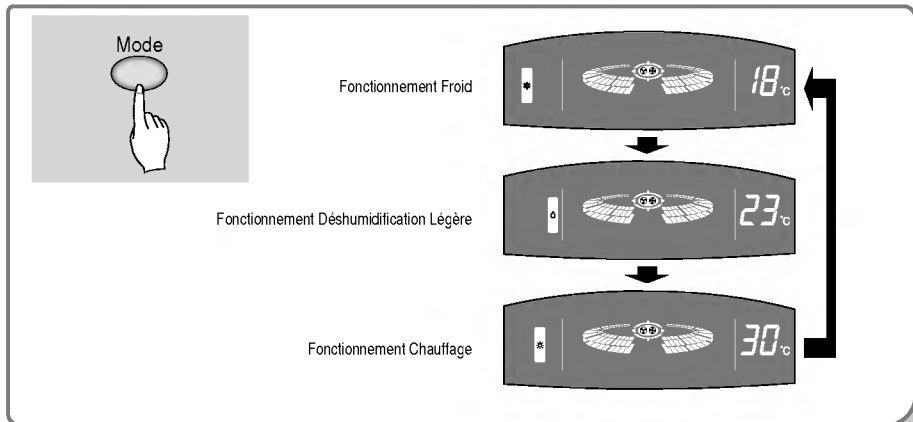 Mode
Fonctionnement Froid
18 °C
Fonctionnement Déshumidification Légère
23 °C
Fonctionnement Chauffage
30 °C